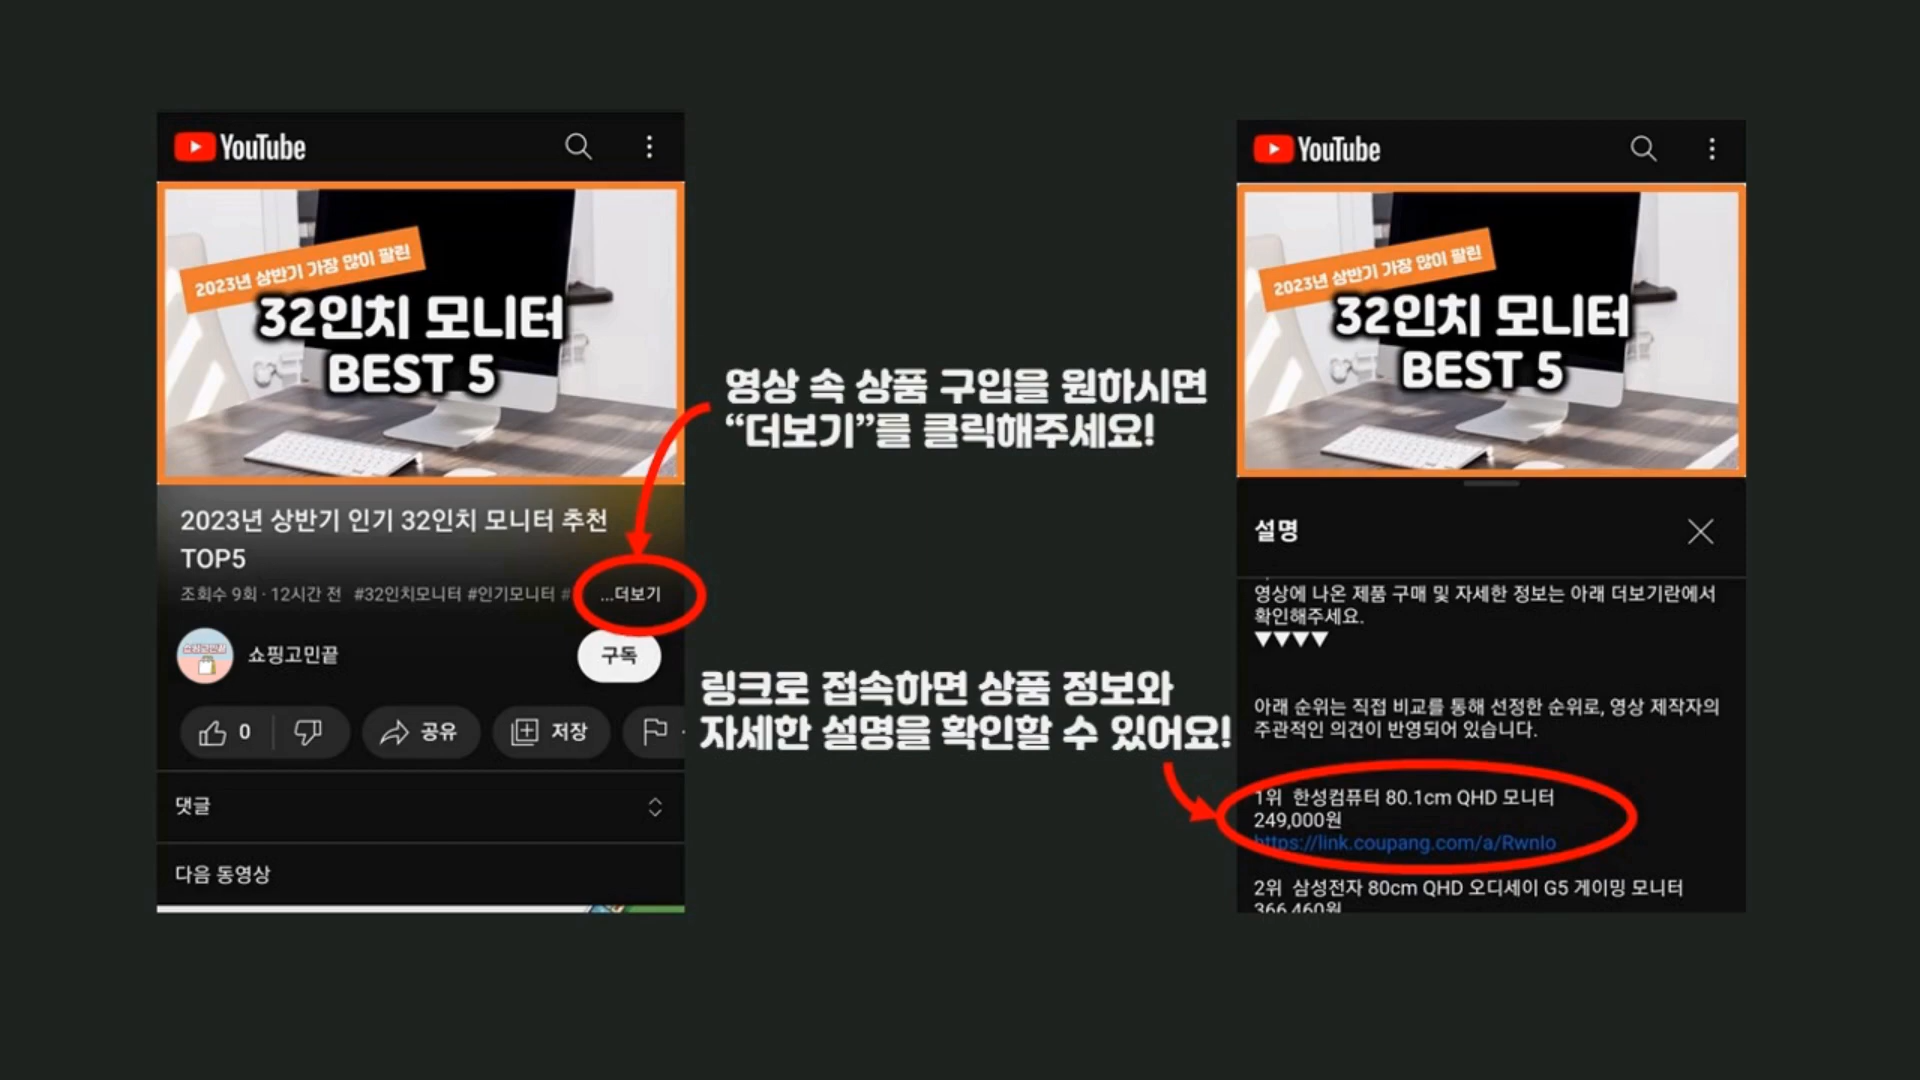 YouTube
2023년 상반기 가장 많이 팔린
32인치 모니터
BEST 5
2023년 상반기 인기 32인치 모니터 추천
TOP5
조회수 9회 · 12시간 전 #32인치모니터 #인기모니터 # ...더보기
쇼핑고민끝
쇼핑고민끝
구독
0
공유
저장
댓글
다음 동영상
영상 속 상품 구입을 원하시면
“더보기”를 클릭해주세요!
링크로 접속하면 상품 정보와
자세한 설명을 확인할 수 있어요!
YouTube
2023년 상반기 가장 많이 팔린
32인치 모니터
BEST 5
설명
영상에 나온 제품 구매 및 자세한 정보는 아래 더보기란에서
확인해주세요.
▼▼▼▼
아래 순위는 직접 비교를 통해 선정한 순위로, 영상 제작자의
주관적인 의견이 반영되어 있습니다.
1위 한성컴퓨터 80.1cm QHD 모니터
249,000원
https://link.coupang.com/a/RwnIo
2위 삼성전자 80cm QHD 오디세이 G5 게이밍 모니터
366,460원